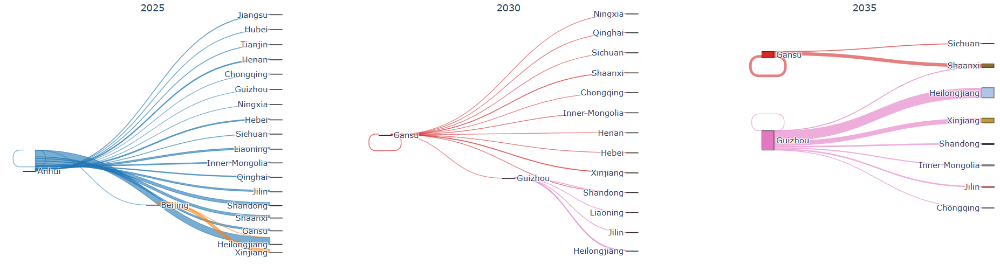 2025
Jiangsu
Hubei
Tianjin
Henan
Chongqing
Guizhou
Ningxia
Hebei
Sichuan
Liaoning
Inner Mongolia
Anhui
Qinghai
Jilin
Beijing
Shandong
Shaanxi
Gansu
Heilongjiang
Xinjiang
2030
Ningxia
Qinghai
Sichuan
Shaanxi
Chongqing
Inner Mongolia
Henan
Gansu
Hebei
Xinjiang
Guizhou
Shandong
Liaoning
Jilin
Heilongjiang
2035
Sichuan
Gansu
Shaanxi
Heilongjiang
Xinjiang
Guizhou
Shandong
Inner Mongolia
Jilin
Chongqing